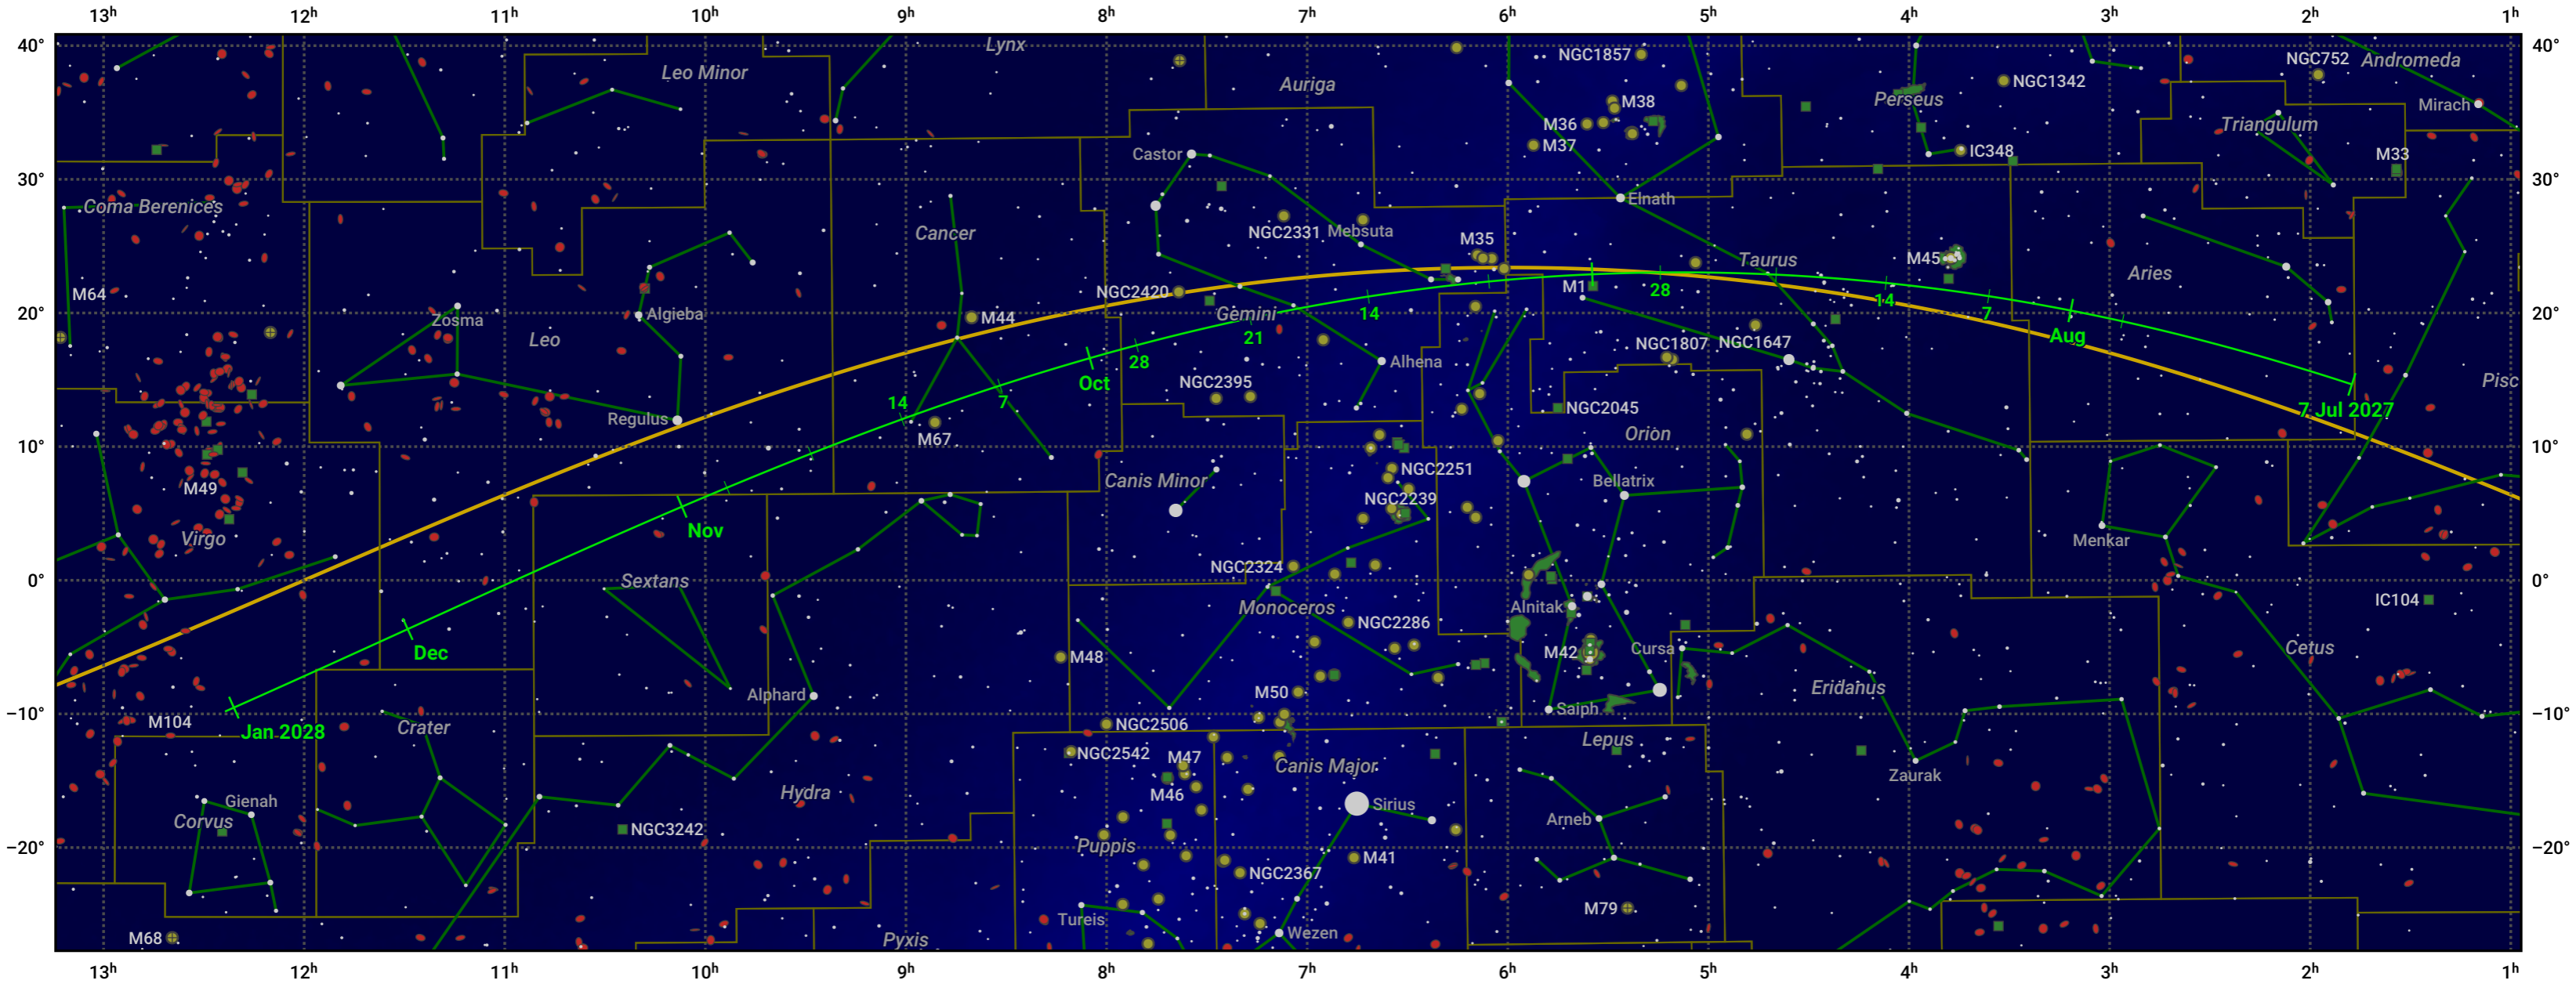 13h 12h 11h 10h 9h 8h 7h 6h 5h 4h 3h 2h 1h
40° Lynx NGC1857 NGC752 Andromeda 40°
Leo Minor Auriga Perseus NGC1342
M38 Mirach
M36 Triangulum
M37 Castor IC348 M33
30° 30°
Coma Berenices Elnath
Cancer NGC2331 Mebsuta M35
Taurus M45 Aries
M64 NGC2420 M1 28 14
20° Zosma Algieba M44 Gemini 14 7 20°
Leo 21 Aug
28 NGC1807 NGC1647
Oct Alhena
NGC2395 Pisc
14 7 NGC2045 7 Jul 2027
Regulus M67 Orion
10° 10°
M49 Canis Minor NGC2251 Bellatrix
NGC2239
Virgo Nov Menkar
0° Sextans NGC2324 0°
Monoceros Alnitak IC104
NGC2286
Dec M48 M42 Cursa Cetus
Alphard M50 Eridanus
−10° M104 Saiph −10°
Jan 2028 Crater NGC2506
NGC2542 M47 Canis Major Lepus
Zaurak
Gienah Hydra M46 Sirius
Corvus NGC3242 Arneb
−20° Puppis M41 −20°
NGC2367
Tureis M79
M68 Pyxis Wezen
13h 12h 11h 10h 9h 8h 7h 6h 5h 4h 3h 2h 1h